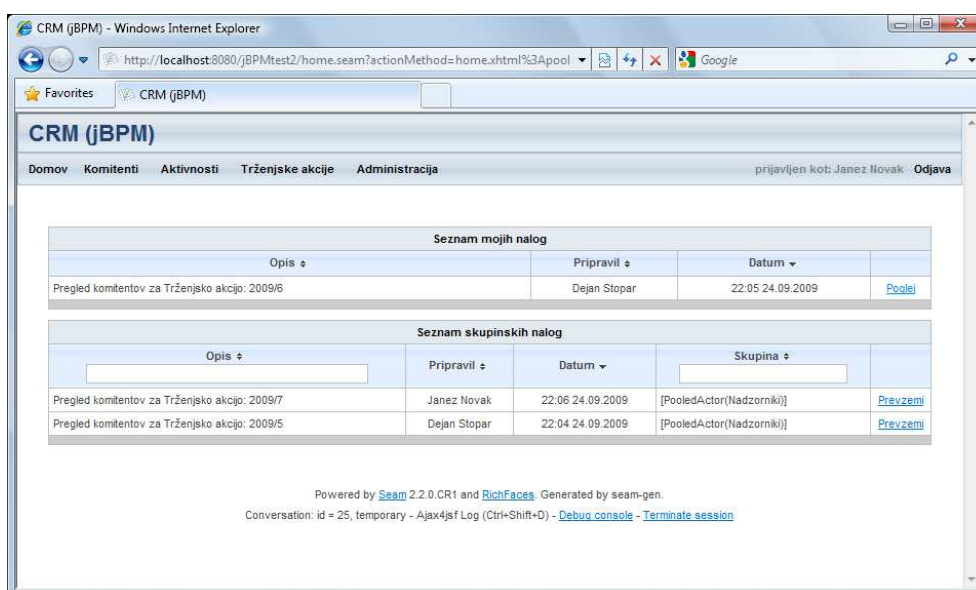 CRM (jBPM) - Windows Internet Explorer
http://localhost:8080/jBPMtest2/home.seam?actionMethod=home.xhtml%3Apool
Google
Favorites
CRM (jBPM)
CRM (jBPM)
Domov Komitenti Aktivnosti Trženjske akcije Administracija prijavljen kot: Janez Novak Odjava
Seznam mojih nalog
Opis Pripravil Datum
Pregled komitentov za Trženjsko akcijo: 2009/6 Dejan Stopar 22:05 24.09.2009 Poglej
Seznam skupinskih nalog
Opis Pripravil Datum Skupina
Pregled komitentov za Trženjsko akcijo: 2009/7 Janez Novak 22:06 24.09.2009 [PooledActor(Nadzorniki)] Prevzemi
Pregled komitentov za Trženjsko akcijo: 2009/5 Dejan Stopar 22:04 24.09.2009 [PooledActor(Nadzorniki)] Prevzemi
Powered by Seam 2.2.0.CR1 and RichFaces. Generated by seam-gen.
Conversation: id = 25, temporary - Ajax4jsf Log (Ctrl+Shift+D) - Debug console - Terminate session